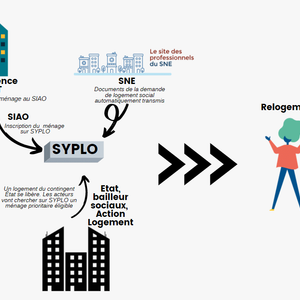 Le site des
professionnels
du SNE
SNE
Documents de la demande
de logement social
automatiquement transmis
ménage au SIAO
SIAO
Inscription du ménage
sur SYPLO
SYPLO
Un logement du contingent
Etat se libère. Les acteurs
vont chercher sur SYPLO un
ménage prioritaire éligible
Etat,
bailleur
sociaux,
Action
Logement